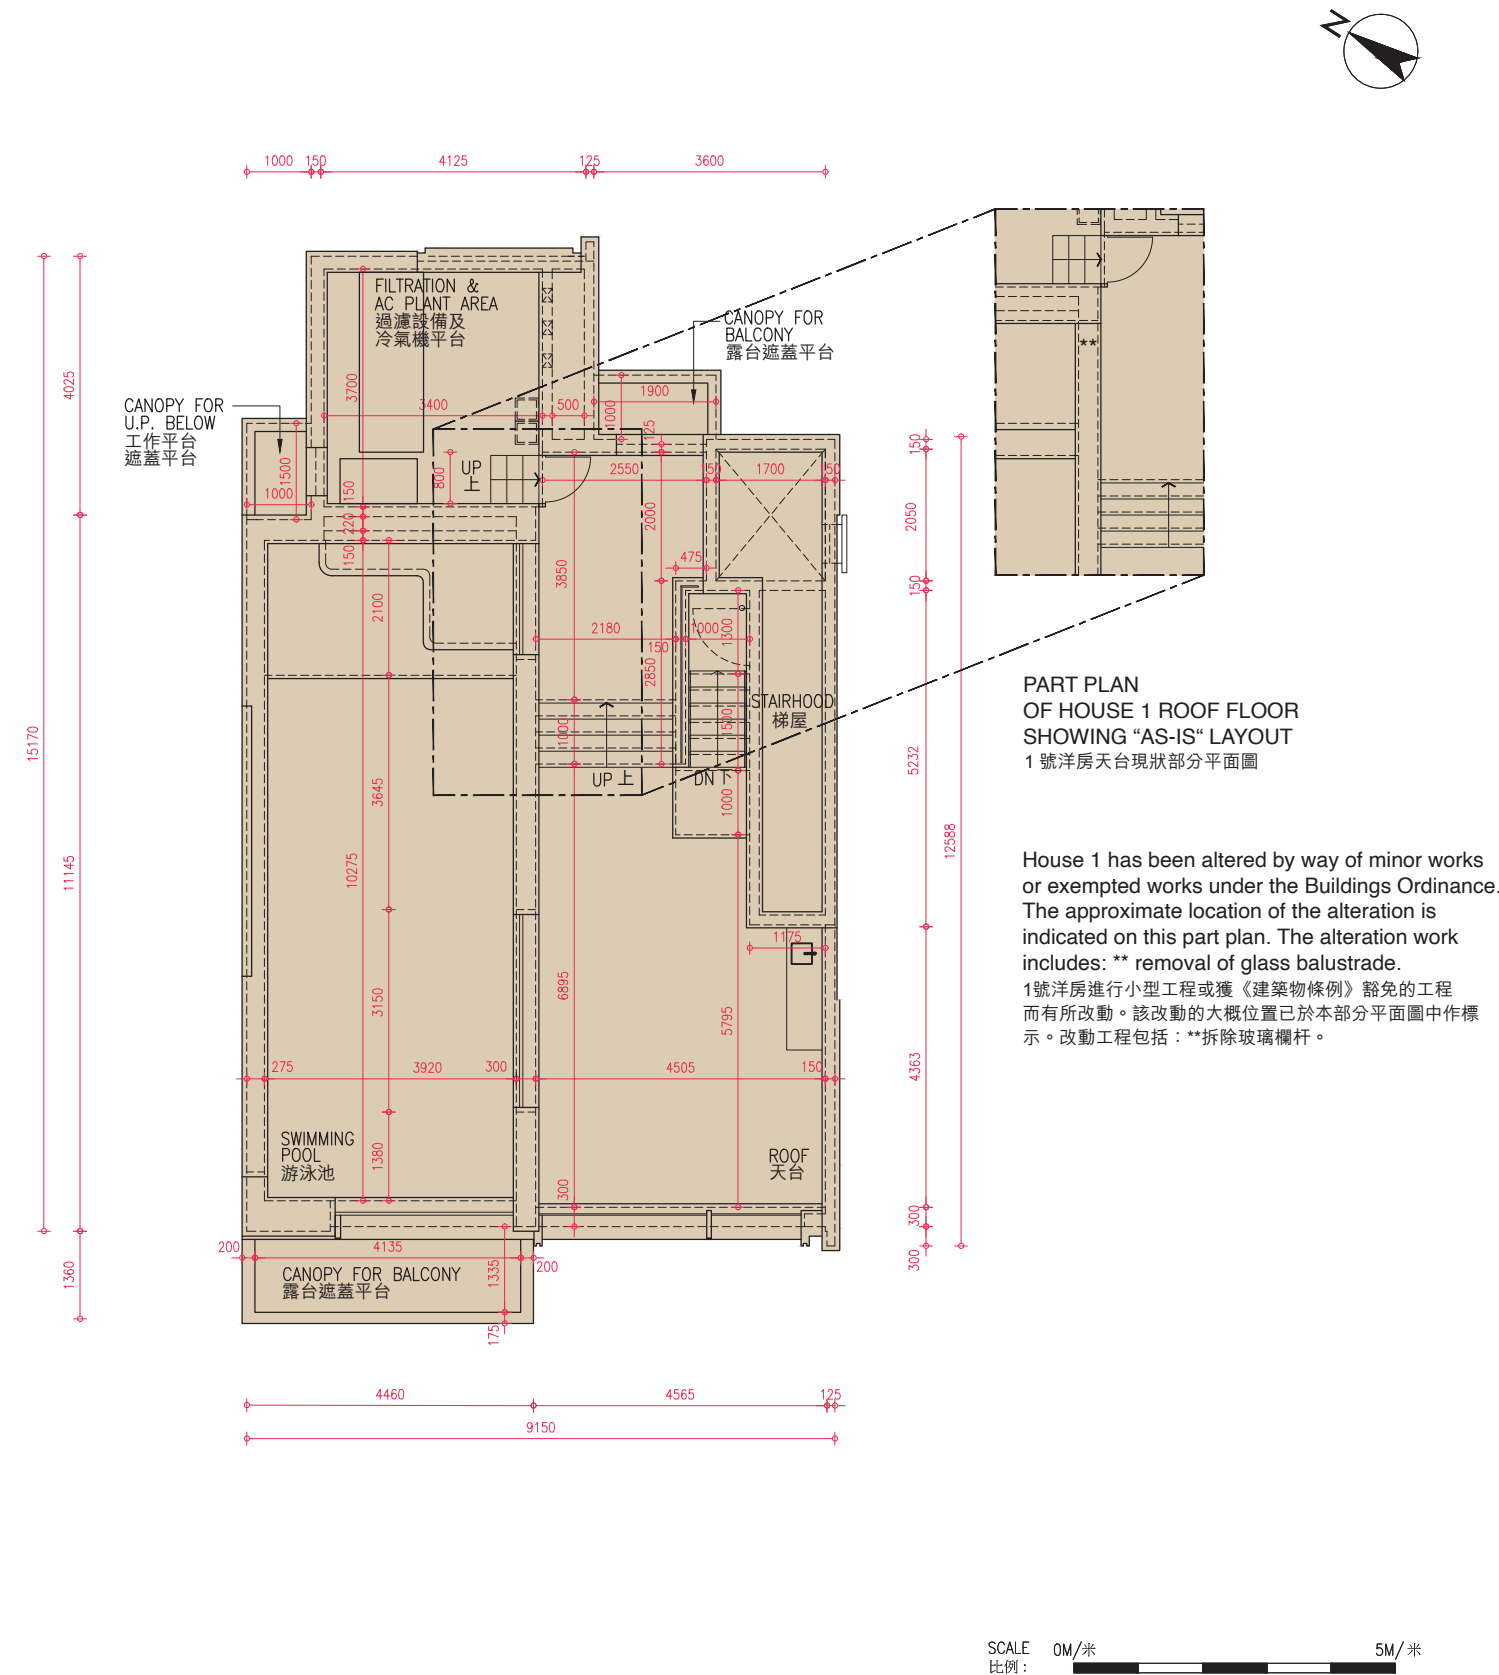 N
1000 150 4125 125 3600
FILTRATION &
AC PLANT AREA
過濾設備及
冷氣機平台
CANOPY FOR
BALCONY
露台遮蓋平台
CANOPY FOR
U.P. BELOW
工作平台
遮蓋平台
4025
3700
3400
500
1000
1900
125
1500
1000
150
220
150
800
UP
上
2550
150
1700
150
150
2050
150
2000
475
3850
2100
2180
150
1000
1300
2850
STAIRHOOD
梯屋
1500
1000
UP 上
DN 下
1000
15170
11145
3645
10275
5232
12588
1175
6895
3150
5795
4363
275
3920
300
4505
150
SWIMMING
POOL
游泳池
1380
ROOF
天台
300
300
300
1360
200
4135
200
1335
175
CANOPY FOR BALCONY
露台遮蓋平台
4460 4565 125
9150
**
PART PLAN
OF HOUSE 1 ROOF FLOOR
SHOWING “AS-IS“ LAYOUT
1 號洋房天台現狀部分平面圖
House 1 has been altered by way of minor works
or exempted works under the Buildings Ordinance.
The approximate location of the alteration is
indicated on this part plan. The alteration work
includes: ** removal of glass balustrade.
1號洋房進行小型工程或獲《建築物條例》豁免的工程
而有所改動。該改動的大概位置已於本部分平面圖中作標
示。改動工程包括：**拆除玻璃欄杆。
SCALE 0M/米 5M/米
比例：